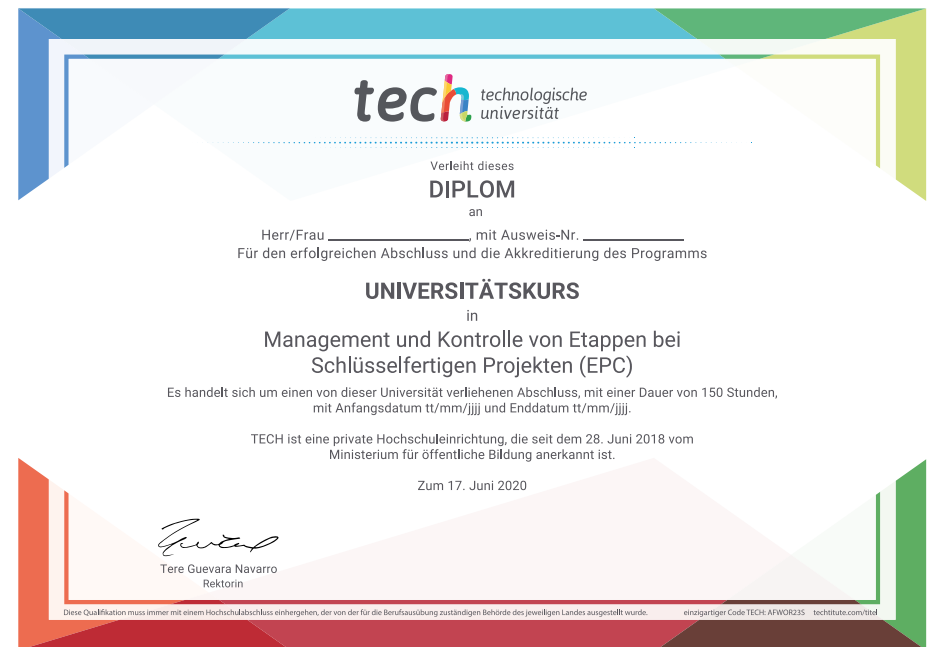 tech technologische
universität
Verleiht dieses
DIPLOM
an
Herr/Frau ______________, mit Ausweis-Nr. __________
Für den erfolgreichen Abschluss und die Akkreditierung des Programms
UNIVERSITÄTSKURS
in
Management und Kontrolle von Etappen bei
Schlüsselfertigen Projekten (EPC)
Es handelt sich um einen von dieser Universität verliehenen Abschluss, mit einer Dauer von 150 Stunden,
mit Anfangsdatum tt/mm/jjjj und Enddatum tt/mm/jjjj.
TECH ist eine private Hochschuleinrichtung, die seit dem 28. Juni 2018 vom
Ministerium für öffentliche Bildung anerkannt ist.
Zum 17. Juni 2020
Tere Guevara Navarro
Rektorin
Diese Qualifikation muss immer mit einem Hochschulabschluss einhergehen, der von der für die Berufsausübung zuständigen Behörde des jeweiligen Landes ausgestellt wurde. einzigartiger Code TECH: AFWOR23S techtitute.com/titel